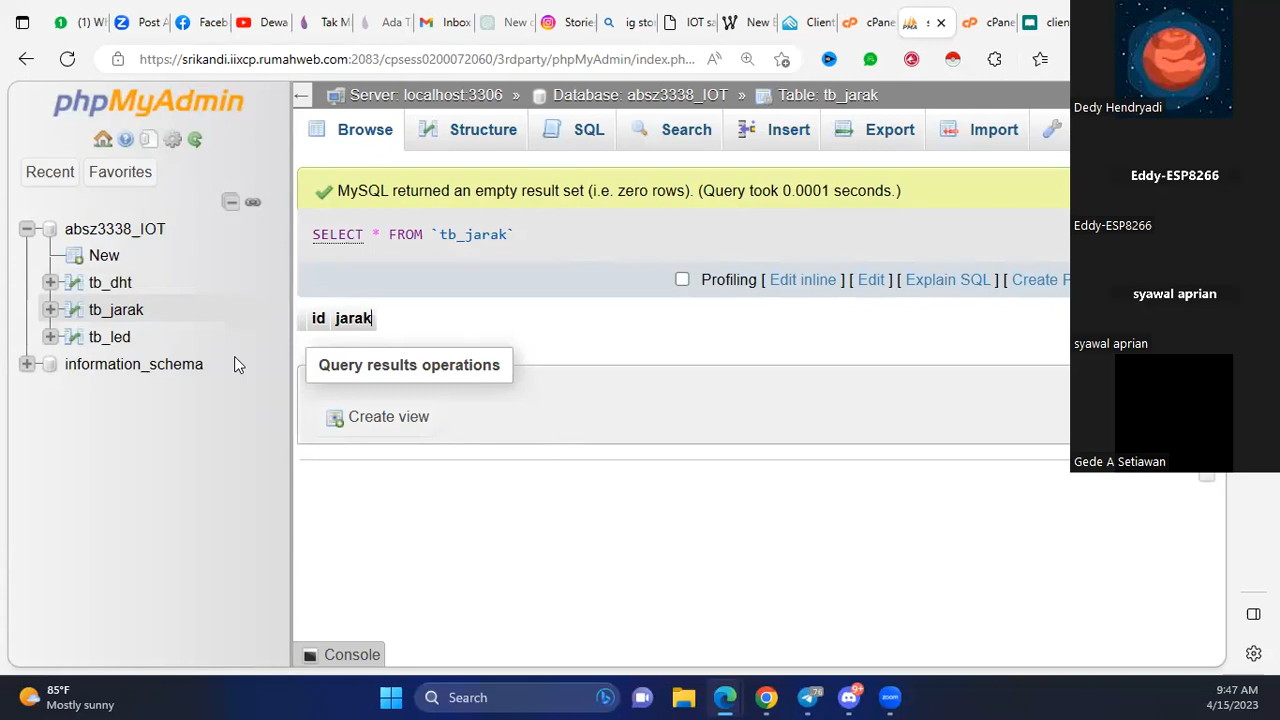 1
Post A
Faceb
Dewa
Tak M
Ada T
Inbox
New c
Storie
ig stor
IOT sa
New E
Client
cPane
s
cPane
client
https://srikandi.iixcp.rumahweb.com:2083/cpsess0200072060/3rdparty/phpMyAdmin/index.ph...
phpMyAdmin
Recent
Favorites
absz3338_IOT
New
tb_dht
tb_jarak
tb_led
information_schema
Server: localhost:3306 » Database: absz3338_IOT » Table: tb_jarak
Browse Structure SQL Search Insert Export Import
MySQL returned an empty result set (i.e. zero rows). (Query took 0.0001 seconds.)
SELECT * FROM `tb_jarak`
Profiling [ Edit inline ] [ Edit ] [ Explain SQL ] [ Create P
id jarak
Query results operations
Create view
Console
Dedy Hendryadi
Eddy-ESP8266
Eddy-ESP8266
syawal aprian
syawal aprian
Gede A Setiawan
85°F
Mostly sunny
Search
76
9+
zoom
9:47 AM
4/15/2023